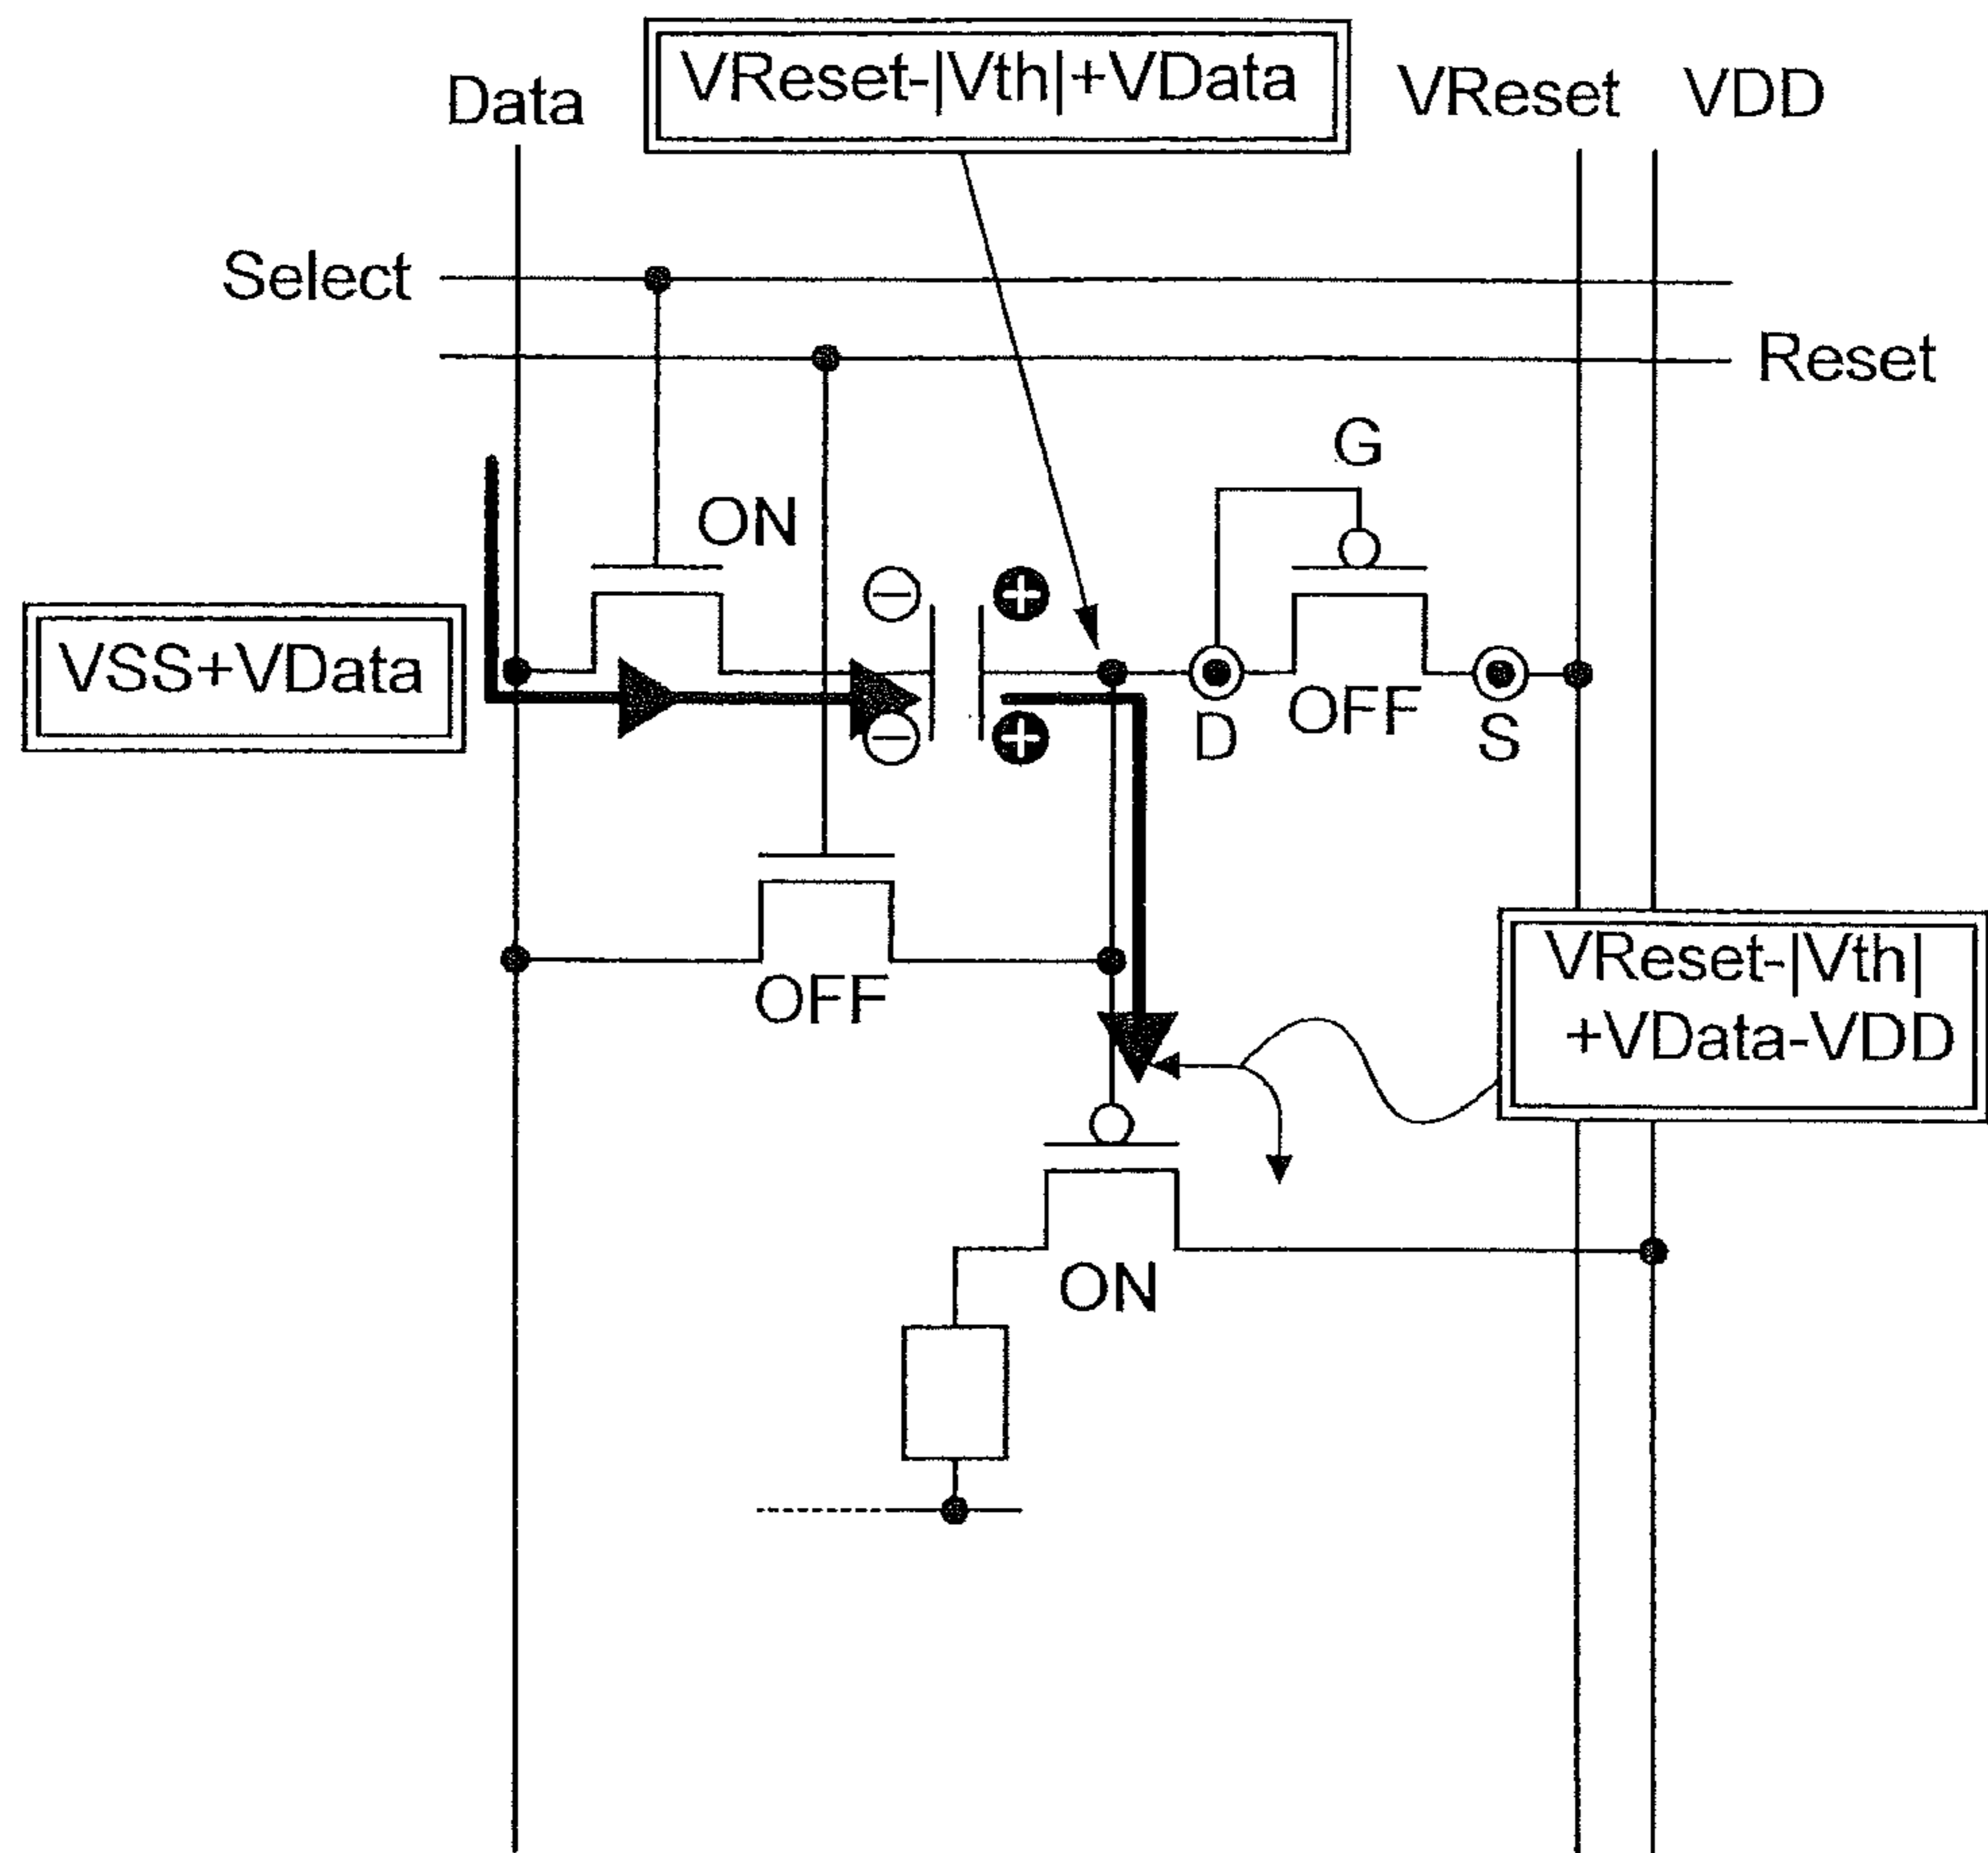 VReset-|Vth|+VData
Data
VReset
VDD
Select
Reset
G
ON
VSS+VData
D
OFF
S
VReset-|Vth|
+VData-VDD
OFF
ON